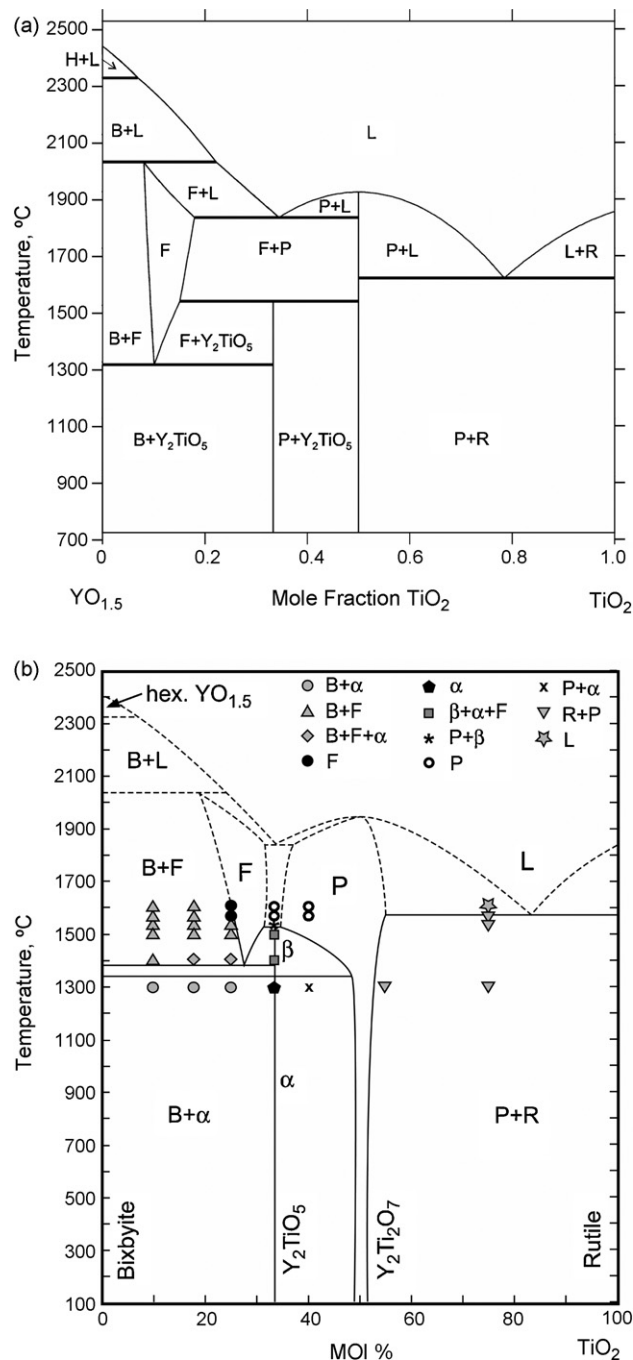 (a)
2500
H+L
2300
B+L
2100
L
1900
F+L
P+L
1700
F
F+P
P+L
L+R
1500
B+F
F+Y₂TiO₅
1300
1100
B+Y₂TiO₅
P+Y₂TiO₅
P+R
900
700
Temperature, ºC
0 0.2 0.4 0.6 0.8 1.0
YO₁.₅ Mole Fraction TiO₂ TiO₂
(b)
2500
hex. YO₁.₅
B+α α P+α
B+F β+α+F R+P
B+F+α P+β L
F P
2300
B+L
2100
1900
B+F F P L
1700
1500
β
1300
1100
B+α α P+R
900
700
500
300
100
Temperature, ºC
Bixbyite
Y₂TiO₅
Y₂Ti₂O₇
Rutile
0 20 40 60 80 100
MOl % TiO₂